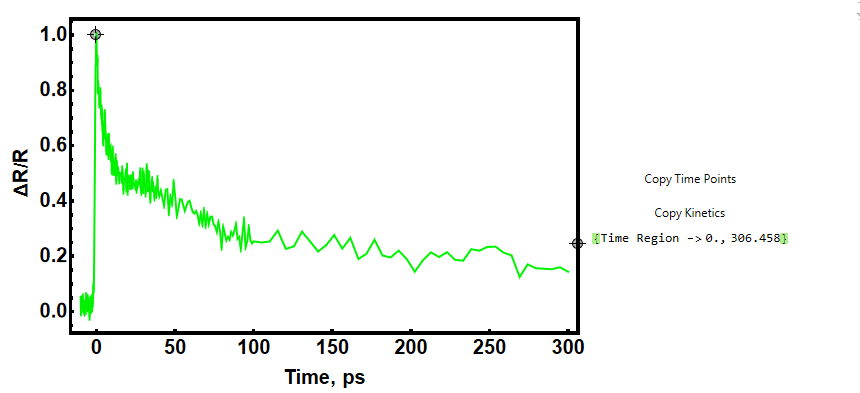 1.0
0.8
0.6
0.4
0.2
0.0
ΔR/R
0 50 100 150 200 250 300
Time, ps
Copy Time Points
Copy Kinetics
{Time Region -> 0., 306.458}